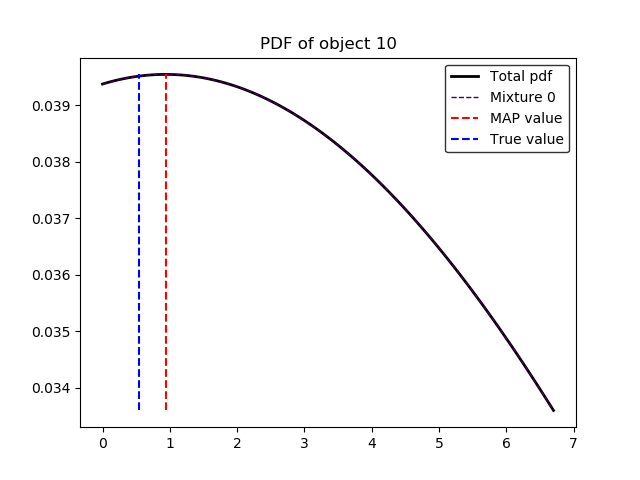 PDF of object 10
Total pdf
Mixture 0
MAP value
True value
0.039
0.038
0.037
0.036
0.035
0.034
0 1 2 3 4 5 6 7